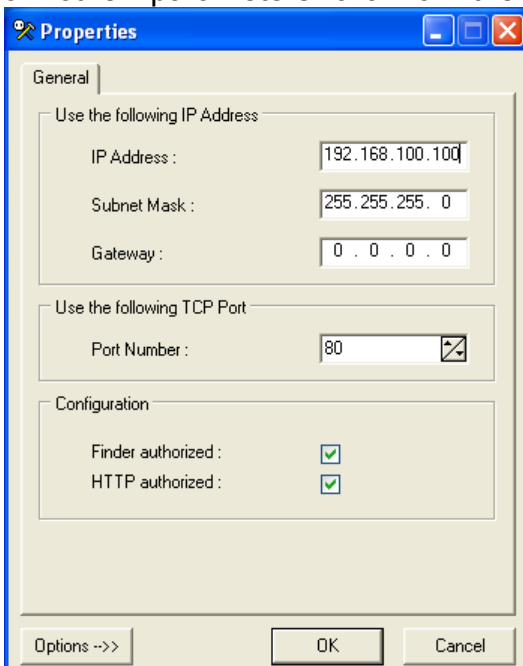 Properties
General
Use the following IP Address
IP Address : 192.168.100.100
Subnet Mask : 255.255.255. 0
Gateway : 0 . 0 . 0 . 0
Use the following TCP Port
Port Number : 80
Configuration
Finder authorized :
HTTP authorized :
Options -->> OK Cancel